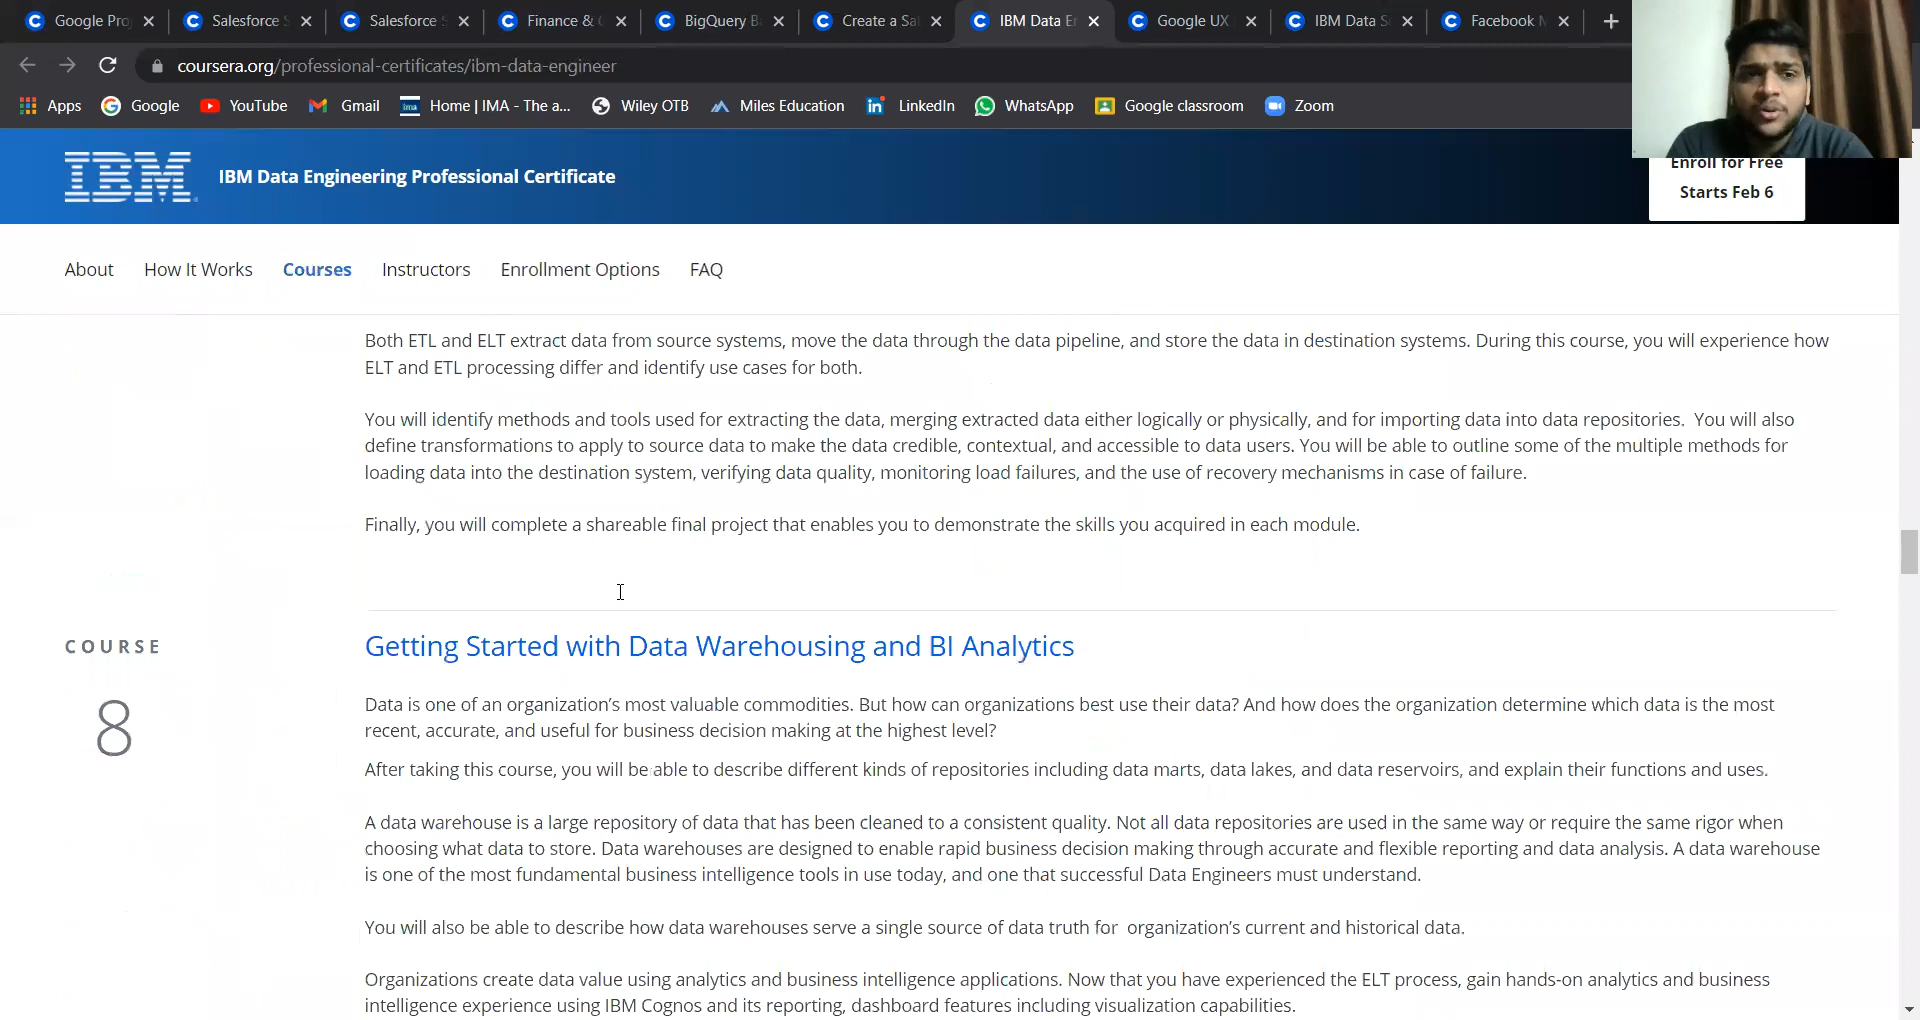 Google Pro
Salesforce S
Salesforce S
Finance &
BigQuery B
Create a Sa
IBM Data E
Google UX
IBM Data S
Facebook M
coursera.org/professional-certificates/ibm-data-engineer
Apps
Google
YouTube
Gmail
ima
Home | IMA - The a...
Wiley OTB
Miles Education
in
LinkedIn
WhatsApp
Google classroom
Zoom
IBM
IBM Data Engineering Professional Certificate
Enroll for Free
Starts Feb 6
About
How It Works
Courses
Instructors
Enrollment Options
FAQ
Both ETL and ELT extract data from source systems, move the data through the data pipeline, and store the data in destination systems. During this course, you will experience how
ELT and ETL processing differ and identify use cases for both.
You will identify methods and tools used for extracting the data, merging extracted data either logically or physically, and for importing data into data repositories.  You will also
define transformations to apply to source data to make the data credible, contextual, and accessible to data users. You will be able to outline some of the multiple methods for
loading data into the destination system, verifying data quality, monitoring load failures, and the use of recovery mechanisms in case of failure.
Finally, you will complete a shareable final project that enables you to demonstrate the skills you acquired in each module.
COURSE
8
Getting Started with Data Warehousing and BI Analytics
Data is one of an organization’s most valuable commodities. But how can organizations best use their data? And how does the organization determine which data is the most
recent, accurate, and useful for business decision making at the highest level?
After taking this course, you will be able to describe different kinds of repositories including data marts, data lakes, and data reservoirs, and explain their functions and uses.
A data warehouse is a large repository of data that has been cleaned to a consistent quality. Not all data repositories are used in the same way or require the same rigor when
choosing what data to store. Data warehouses are designed to enable rapid business decision making through accurate and flexible reporting and data analysis. A data warehouse
is one of the most fundamental business intelligence tools in use today, and one that successful Data Engineers must understand.
You will also be able to describe how data warehouses serve a single source of data truth for  organization’s current and historical data.
Organizations create data value using analytics and business intelligence applications. Now that you have experienced the ELT process, gain hands-on analytics and business
intelligence experience using IBM Cognos and its reporting, dashboard features including visualization capabilities.